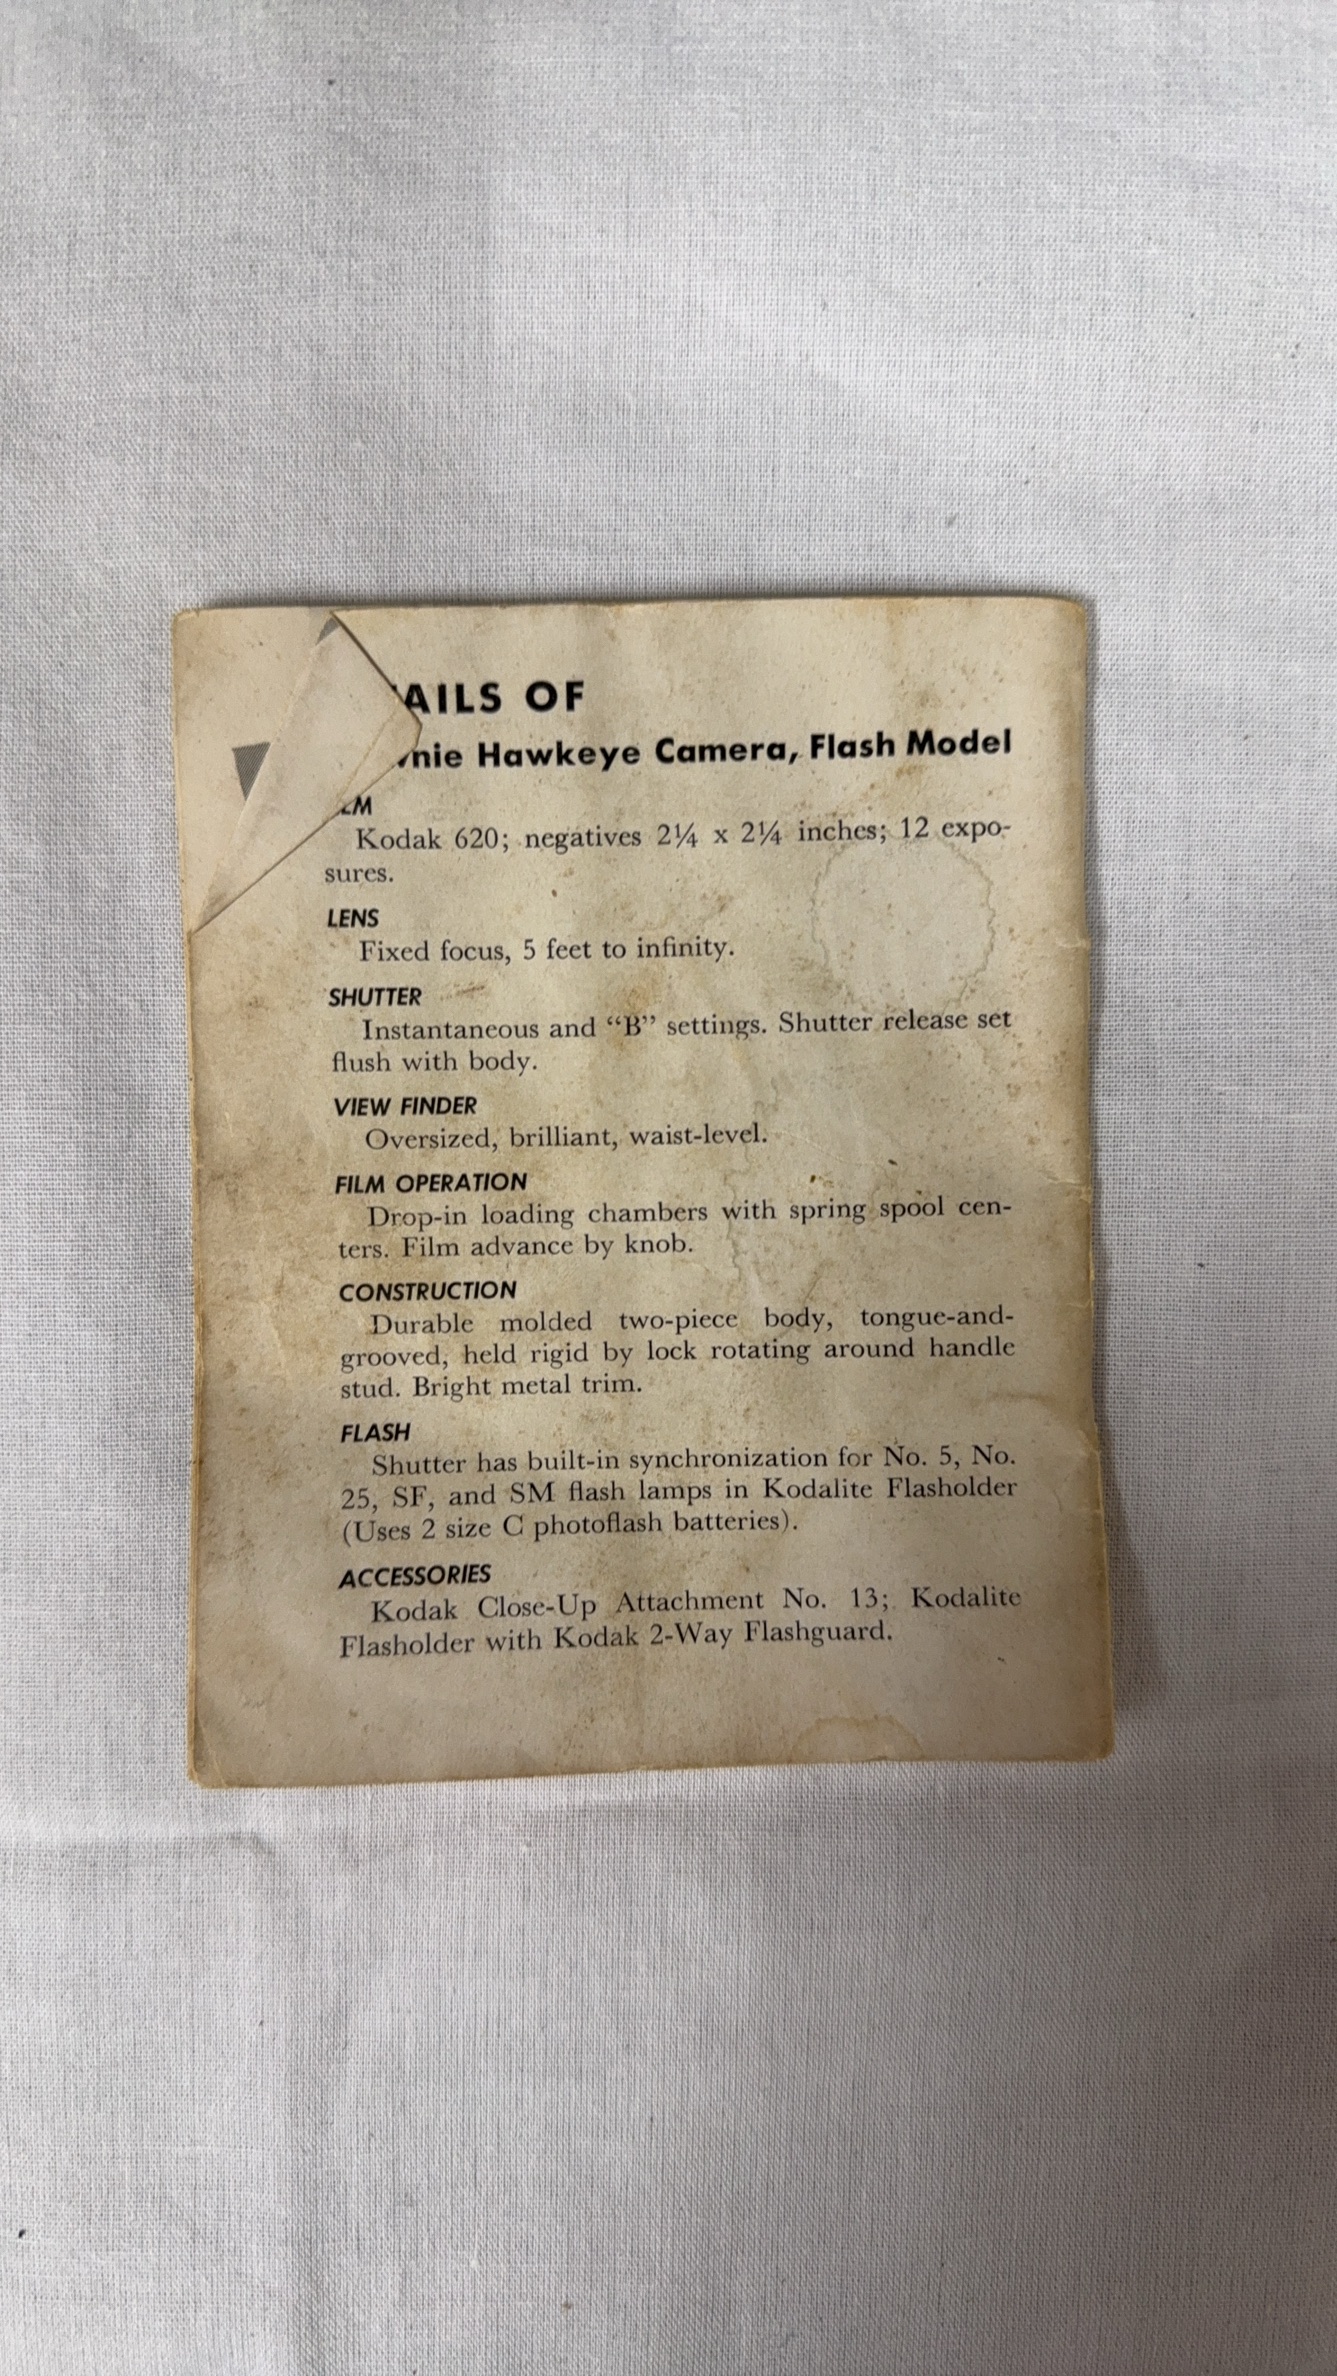 AILS OF
nie Hawkeye Camera, Flash Model
LM
Kodak 620; negatives 2¼ x 2¼ inches; 12 expo-
sures.
LENS
Fixed focus, 5 feet to infinity.
SHUTTER
Instantaneous and “B” settings. Shutter release set
flush with body.
VIEW FINDER
Oversized, brilliant, waist-level.
FILM OPERATION
Drop-in loading chambers with spring spool cen-
ters. Film advance by knob.
CONSTRUCTION
Durable molded two-piece body, tongue-and-
grooved, held rigid by lock rotating around handle
stud. Bright metal trim.
FLASH
Shutter has built-in synchronization for No. 5, No.
25, SF, and SM flash lamps in Kodalite Flasholder
(Uses 2 size C photoflash batteries).
ACCESSORIES
Kodak Close-Up Attachment No. 13; Kodalite
Flasholder with Kodak 2-Way Flashguard.